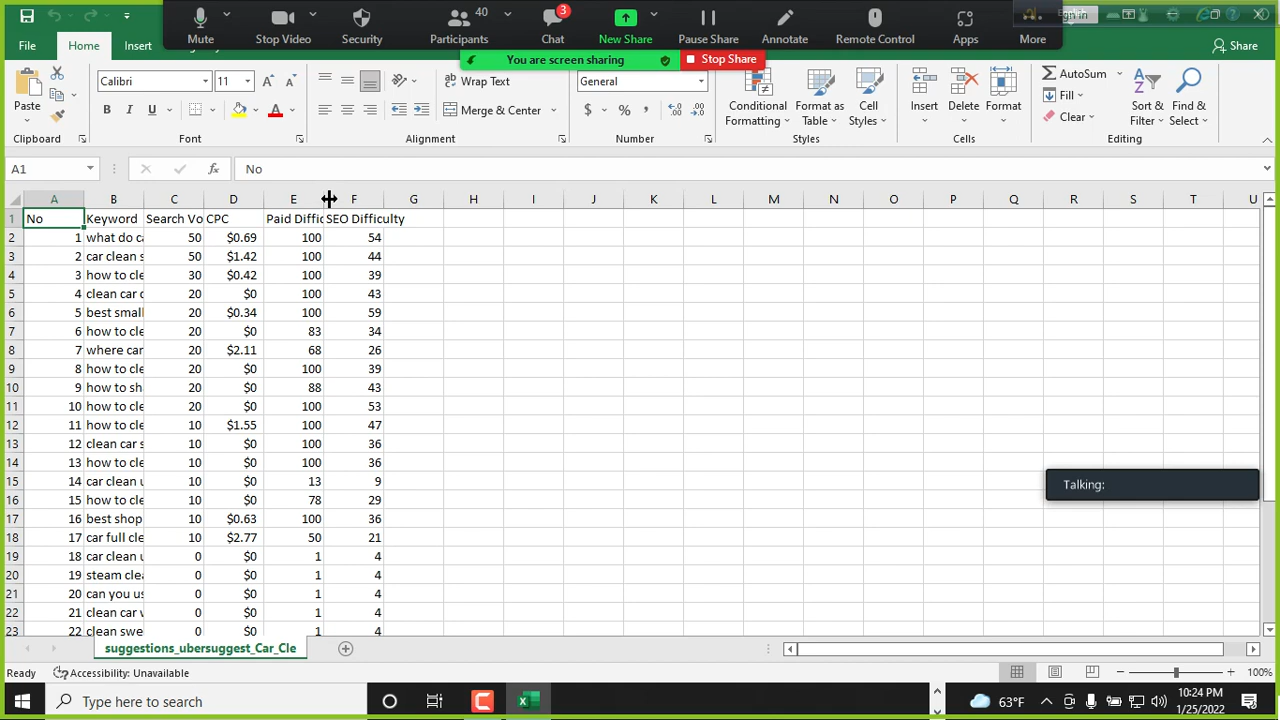 Mute
Stop Video
Security
40
Participants
3
Chat
New Share
Pause Share
Annotate
Remote Control
Apps
More
File
Home
Insert
You are screen sharing
Stop Share
Share
Paste
Clipboard
Calibri
11
B I U
Font
Wrap Text
Merge & Center
Alignment
General
$ % ,
Number
Conditional Formatting
Format as Table
Cell Styles
Styles
Insert
Delete
Format
Cells
AutoSum
Fill
Clear
Sort & Filter
Find & Select
Editing
A1
fx
No
A B C D E F G H I J K L M N O P Q R S T U
1 No Keyword Search Vo CPC Paid Diffic SEO Difficulty
2 1 what do ca 50 $0.69 100 54
3 2 car clean s 50 $1.42 100 44
4 3 how to cle 30 $0.42 100 39
5 4 clean car c 20 $0 100 43
6 5 best small 20 $0.34 100 59
7 6 how to cle 20 $0 83 34
8 7 where car 20 $2.11 68 26
9 8 how to cle 20 $0 100 39
10 9 how to sh 20 $0 88 43
11 10 how to cle 20 $0 100 53
12 11 how to cle 10 $1.55 100 47
13 12 clean car s 10 $0 100 36
14 13 how to cle 10 $0 100 36
15 14 car clean u 10 $0 13 9
16 15 how to cle 10 $0 78 29
17 16 best shop 10 $0.63 100 36
18 17 car full cle 10 $2.77 50 21
19 18 car clean u 0 $0 1 4
20 19 steam clea 0 $0 1 4
21 20 can you us 0 $0 1 4
22 21 clean car v 0 $0 1 4
23 22 clean swe 0 $0 1 4
Talking:
suggestions_ubersuggest_Car_Cle
Ready
Accessibility: Unavailable
100%
Type here to search
63°F
10:24 PM
1/25/2022